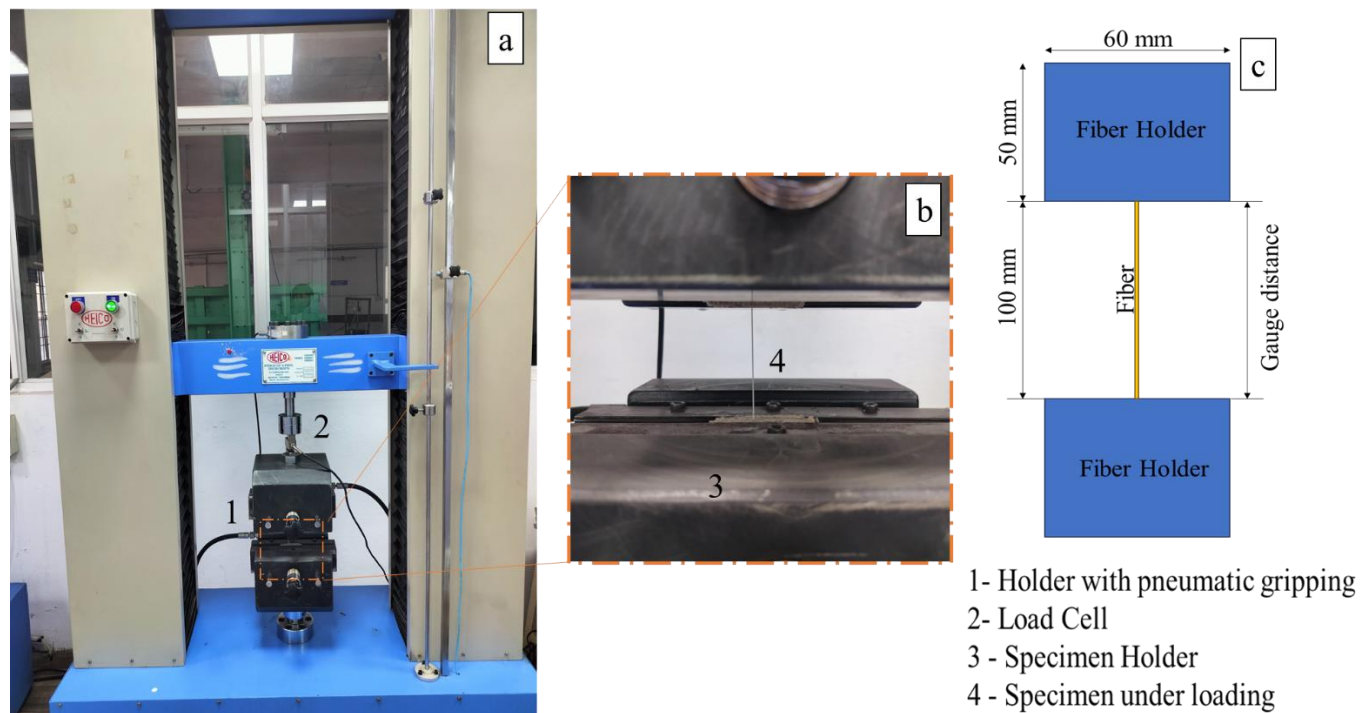 a
HEICO
HEICO
2
1
b
4
3
60 mm
c
50 mm
Fiber Holder
100 mm
Fiber
Gauge distance
Fiber Holder
1- Holder with pneumatic gripping
2- Load Cell
3 - Specimen Holder
4 - Specimen under loading